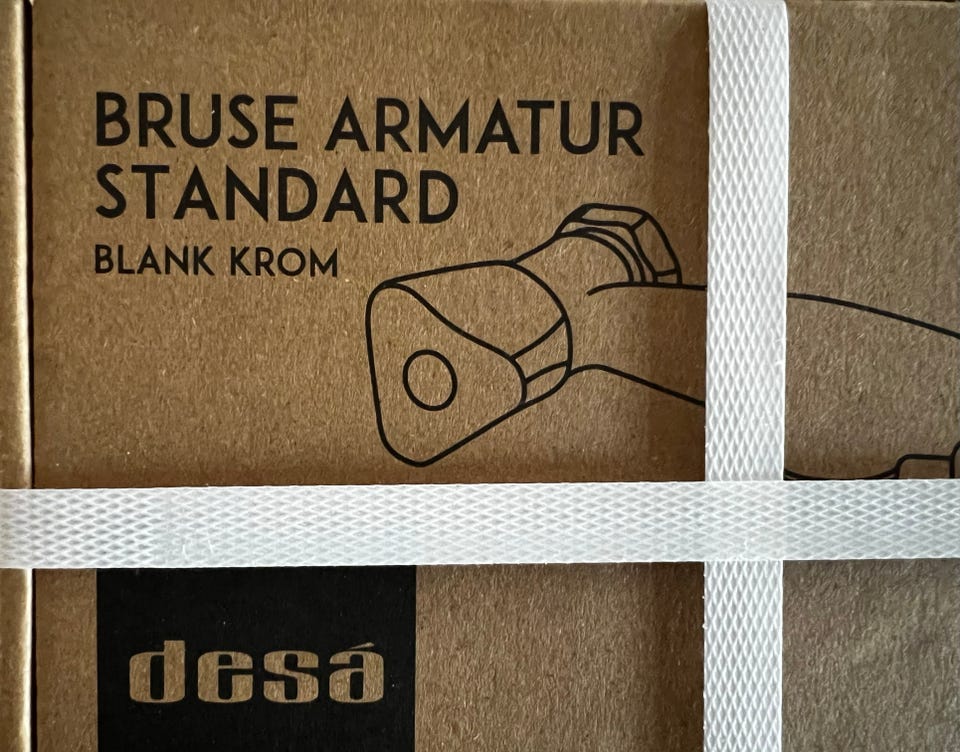 BRUSE ARMATUR
STANDARD
BLANK KROM
desá